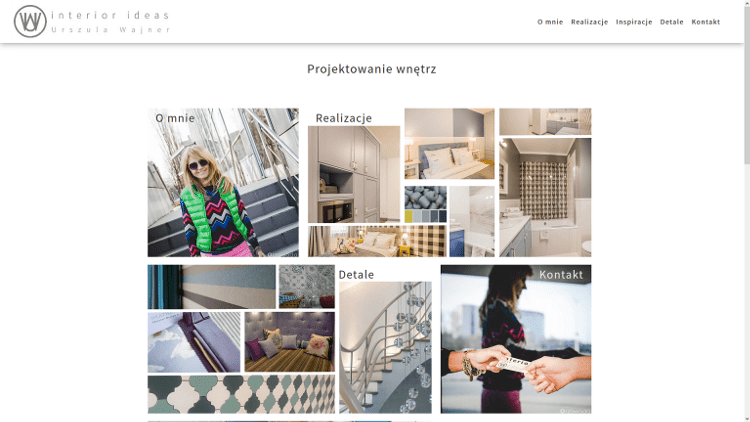 interior ideas
Urszula Wajner
O mnie Realizacje Inspiracje Detale Kontakt
Projektowanie wnętrz
O mnie
Realizacje
Detale
Kontakt